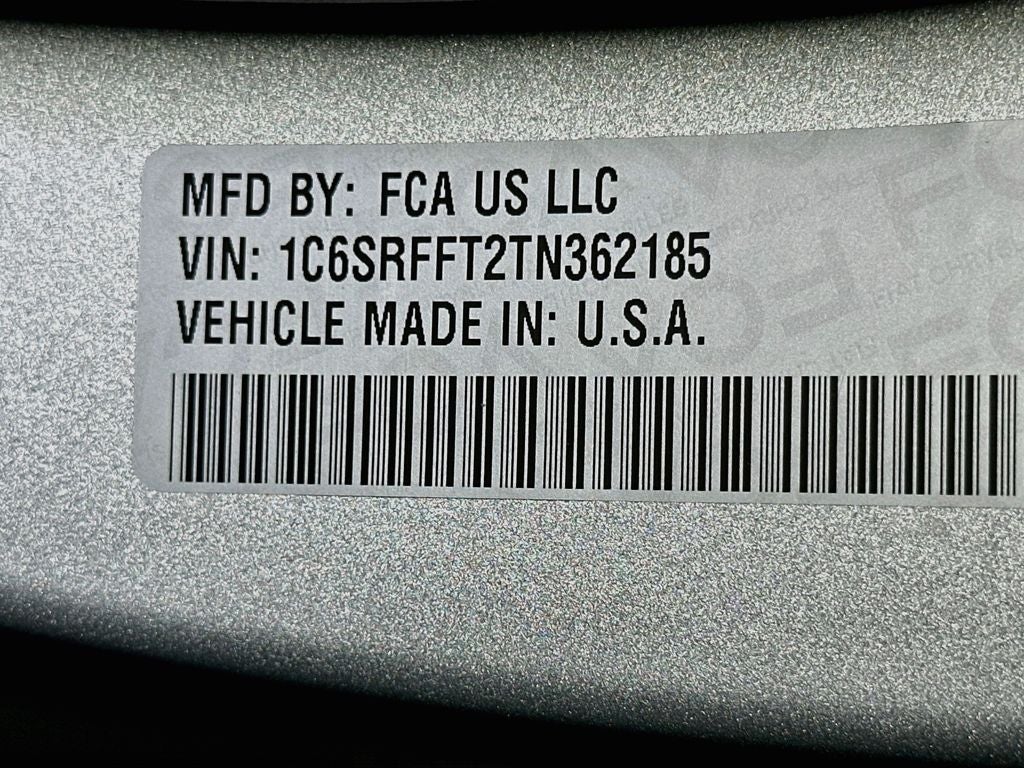 MFD BY: FCA US LLC
VIN: 1C6SRFFT2TN362185
VEHICLE MADE IN: U.S.A.